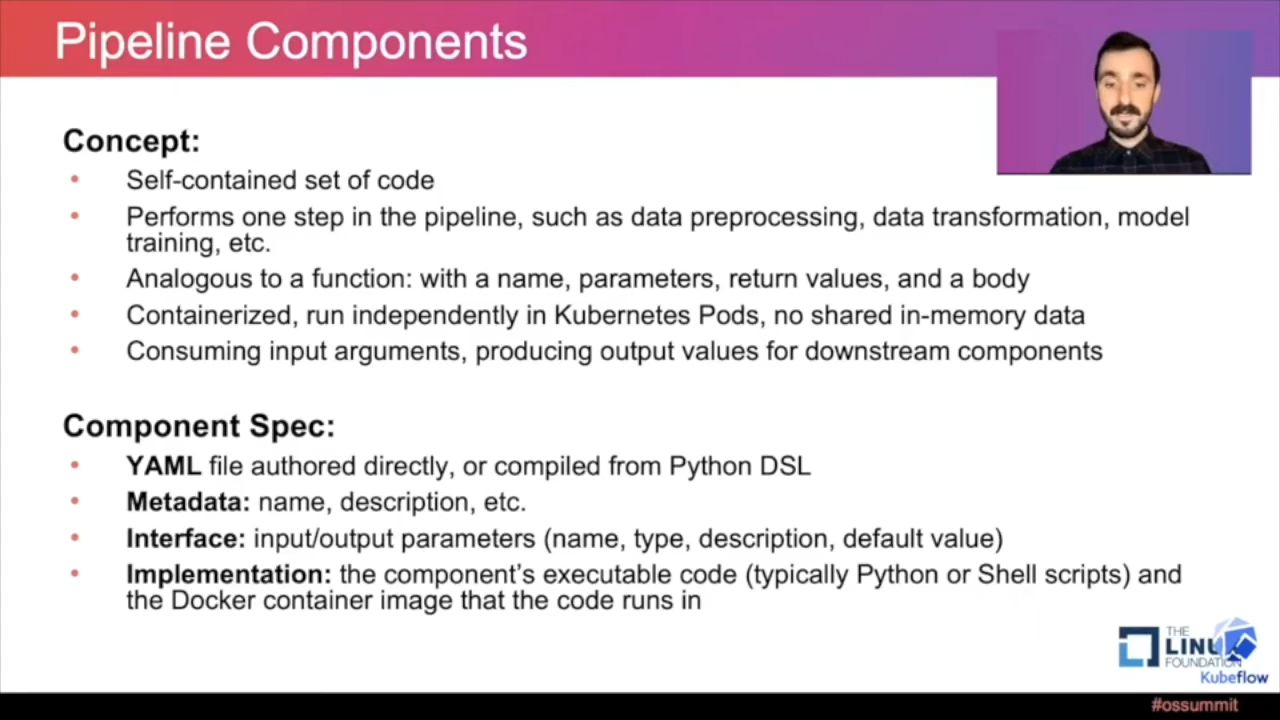 Pipeline Components
Concept:
• Self-contained set of code
• Performs one step in the pipeline, such as data preprocessing, data transformation, model
training, etc.
• Analogous to a function: with a name, parameters, return values, and a body
• Containerized, run independently in Kubernetes Pods, no shared in-memory data
• Consuming input arguments, producing output values for downstream components
Component Spec:
• YAML file authored directly, or compiled from Python DSL
• Metadata: name, description, etc.
• Interface: input/output parameters (name, type, description, default value)
• Implementation: the component’s executable code (typically Python or Shell scripts) and
the Docker container image that the code runs in
THE
LINUX
FOUNDATION
Kubeflow
#ossummit